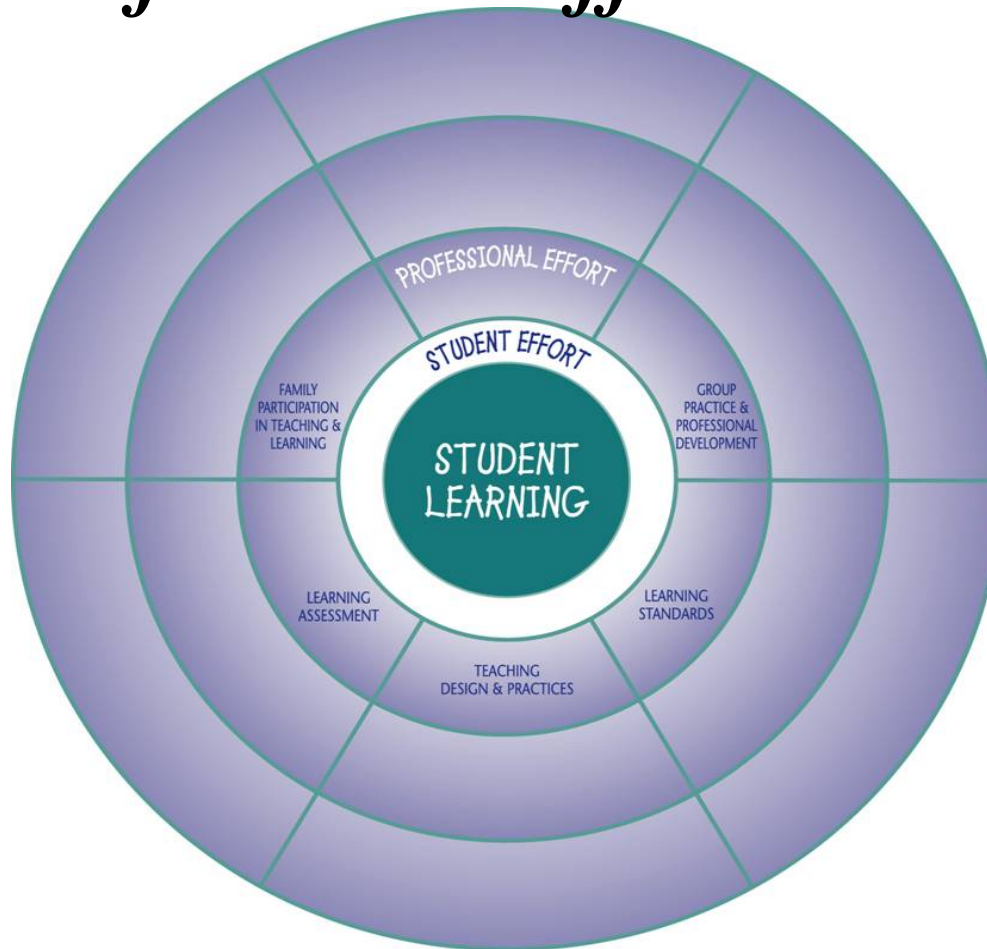 PROFESSIONAL EFFORT
STUDENT EFFORT
FAMILY
PARTICIPATION
IN TEACHING &
LEARNING
GROUP
PRACTICE &
PROFESSIONAL
DEVELOPMENT
STUDENT
LEARNING
LEARNING
ASSESSMENT
LEARNING
STANDARDS
TEACHING
DESIGN & PRACTICES